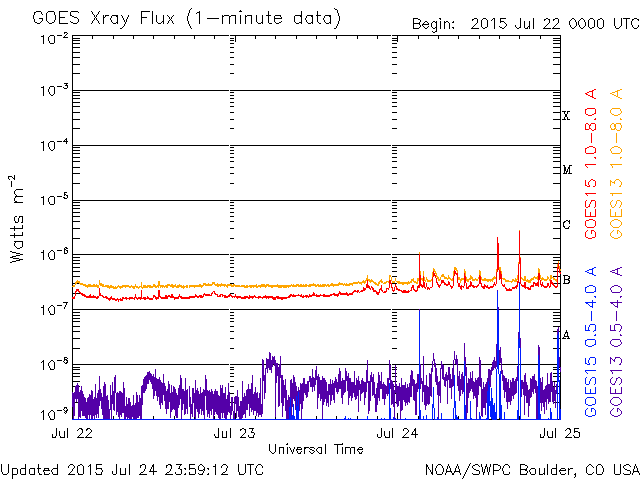 GOES Xray Flux (1-minute data)
Begin: 2015 Jul 22 0000 UTC
10-2
10-3
10-4
10-5
10-6
10-7
10-8
10-9
Watts m-2
X
M
C
B
A
GOES15 1.0-8.0 A
GOES13 1.0-8.0 A
GOES15 0.5-4.0 A
GOES13 0.5-4.0 A
Jul 22
Jul 23
Jul 24
Jul 25
Universal Time
Updated 2015 Jul 24 23:59:12 UTC
NOAA/SWPC Boulder, CO USA